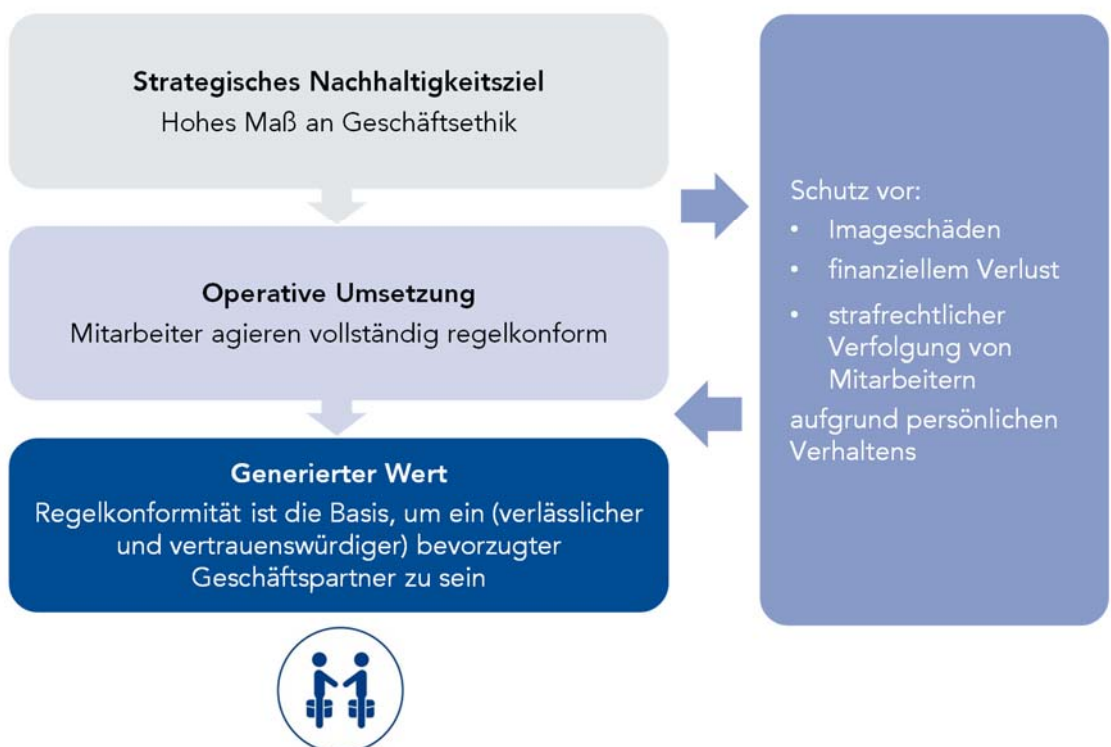 Strategisches Nachhaltigkeitsziel
Hohes Maß an Geschäftsethik
Operative Umsetzung
Mitarbeiter agieren vollständig regelkonform
Generierter Wert
Regelkonformität ist die Basis, um ein (verlässlicher
und vertrauenswürdiger) bevorzugter
Geschäftspartner zu sein
Schutz vor:
• Imageschäden
• finanziellem Verlust
• strafrechtlicher
Verfolgung von
Mitarbeitern
aufgrund persönlichen
Verhaltens